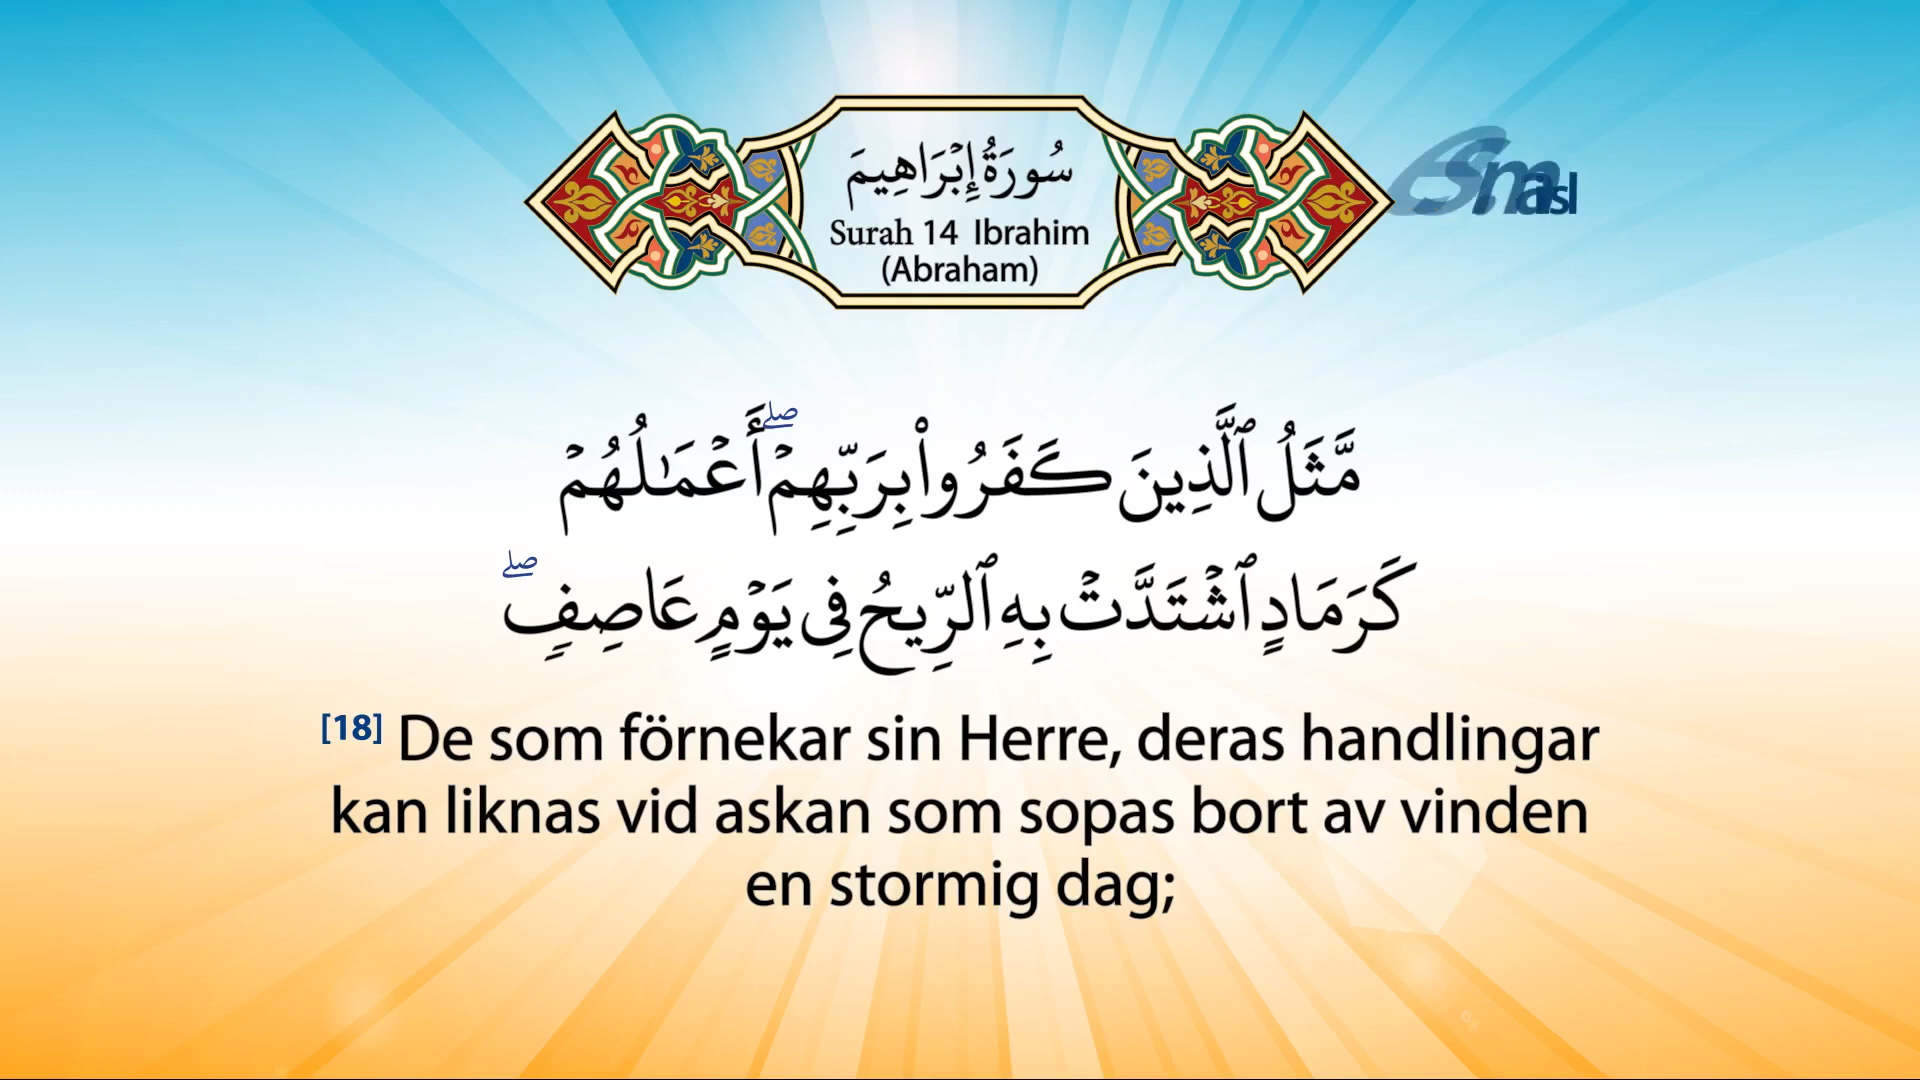 سُورَةُ إِبۡرَاهِيمَ
Surah 14 Ibrahim
(Abraham)
مَّثَلُ ٱلَّذِينَ كَفَرُواْ بِرَبِّهِمۡۖ أَعۡمَٰلُهُمۡ
كَرَمَادٍ ٱشۡتَدَّتۡ بِهِ ٱلرِّيحُ فِي يَوۡمٍ عَاصِفٖۖ
[18] De som förnekar sin Herre, deras handlingar
kan liknas vid askan som sopas bort av vinden
en stormig dag;